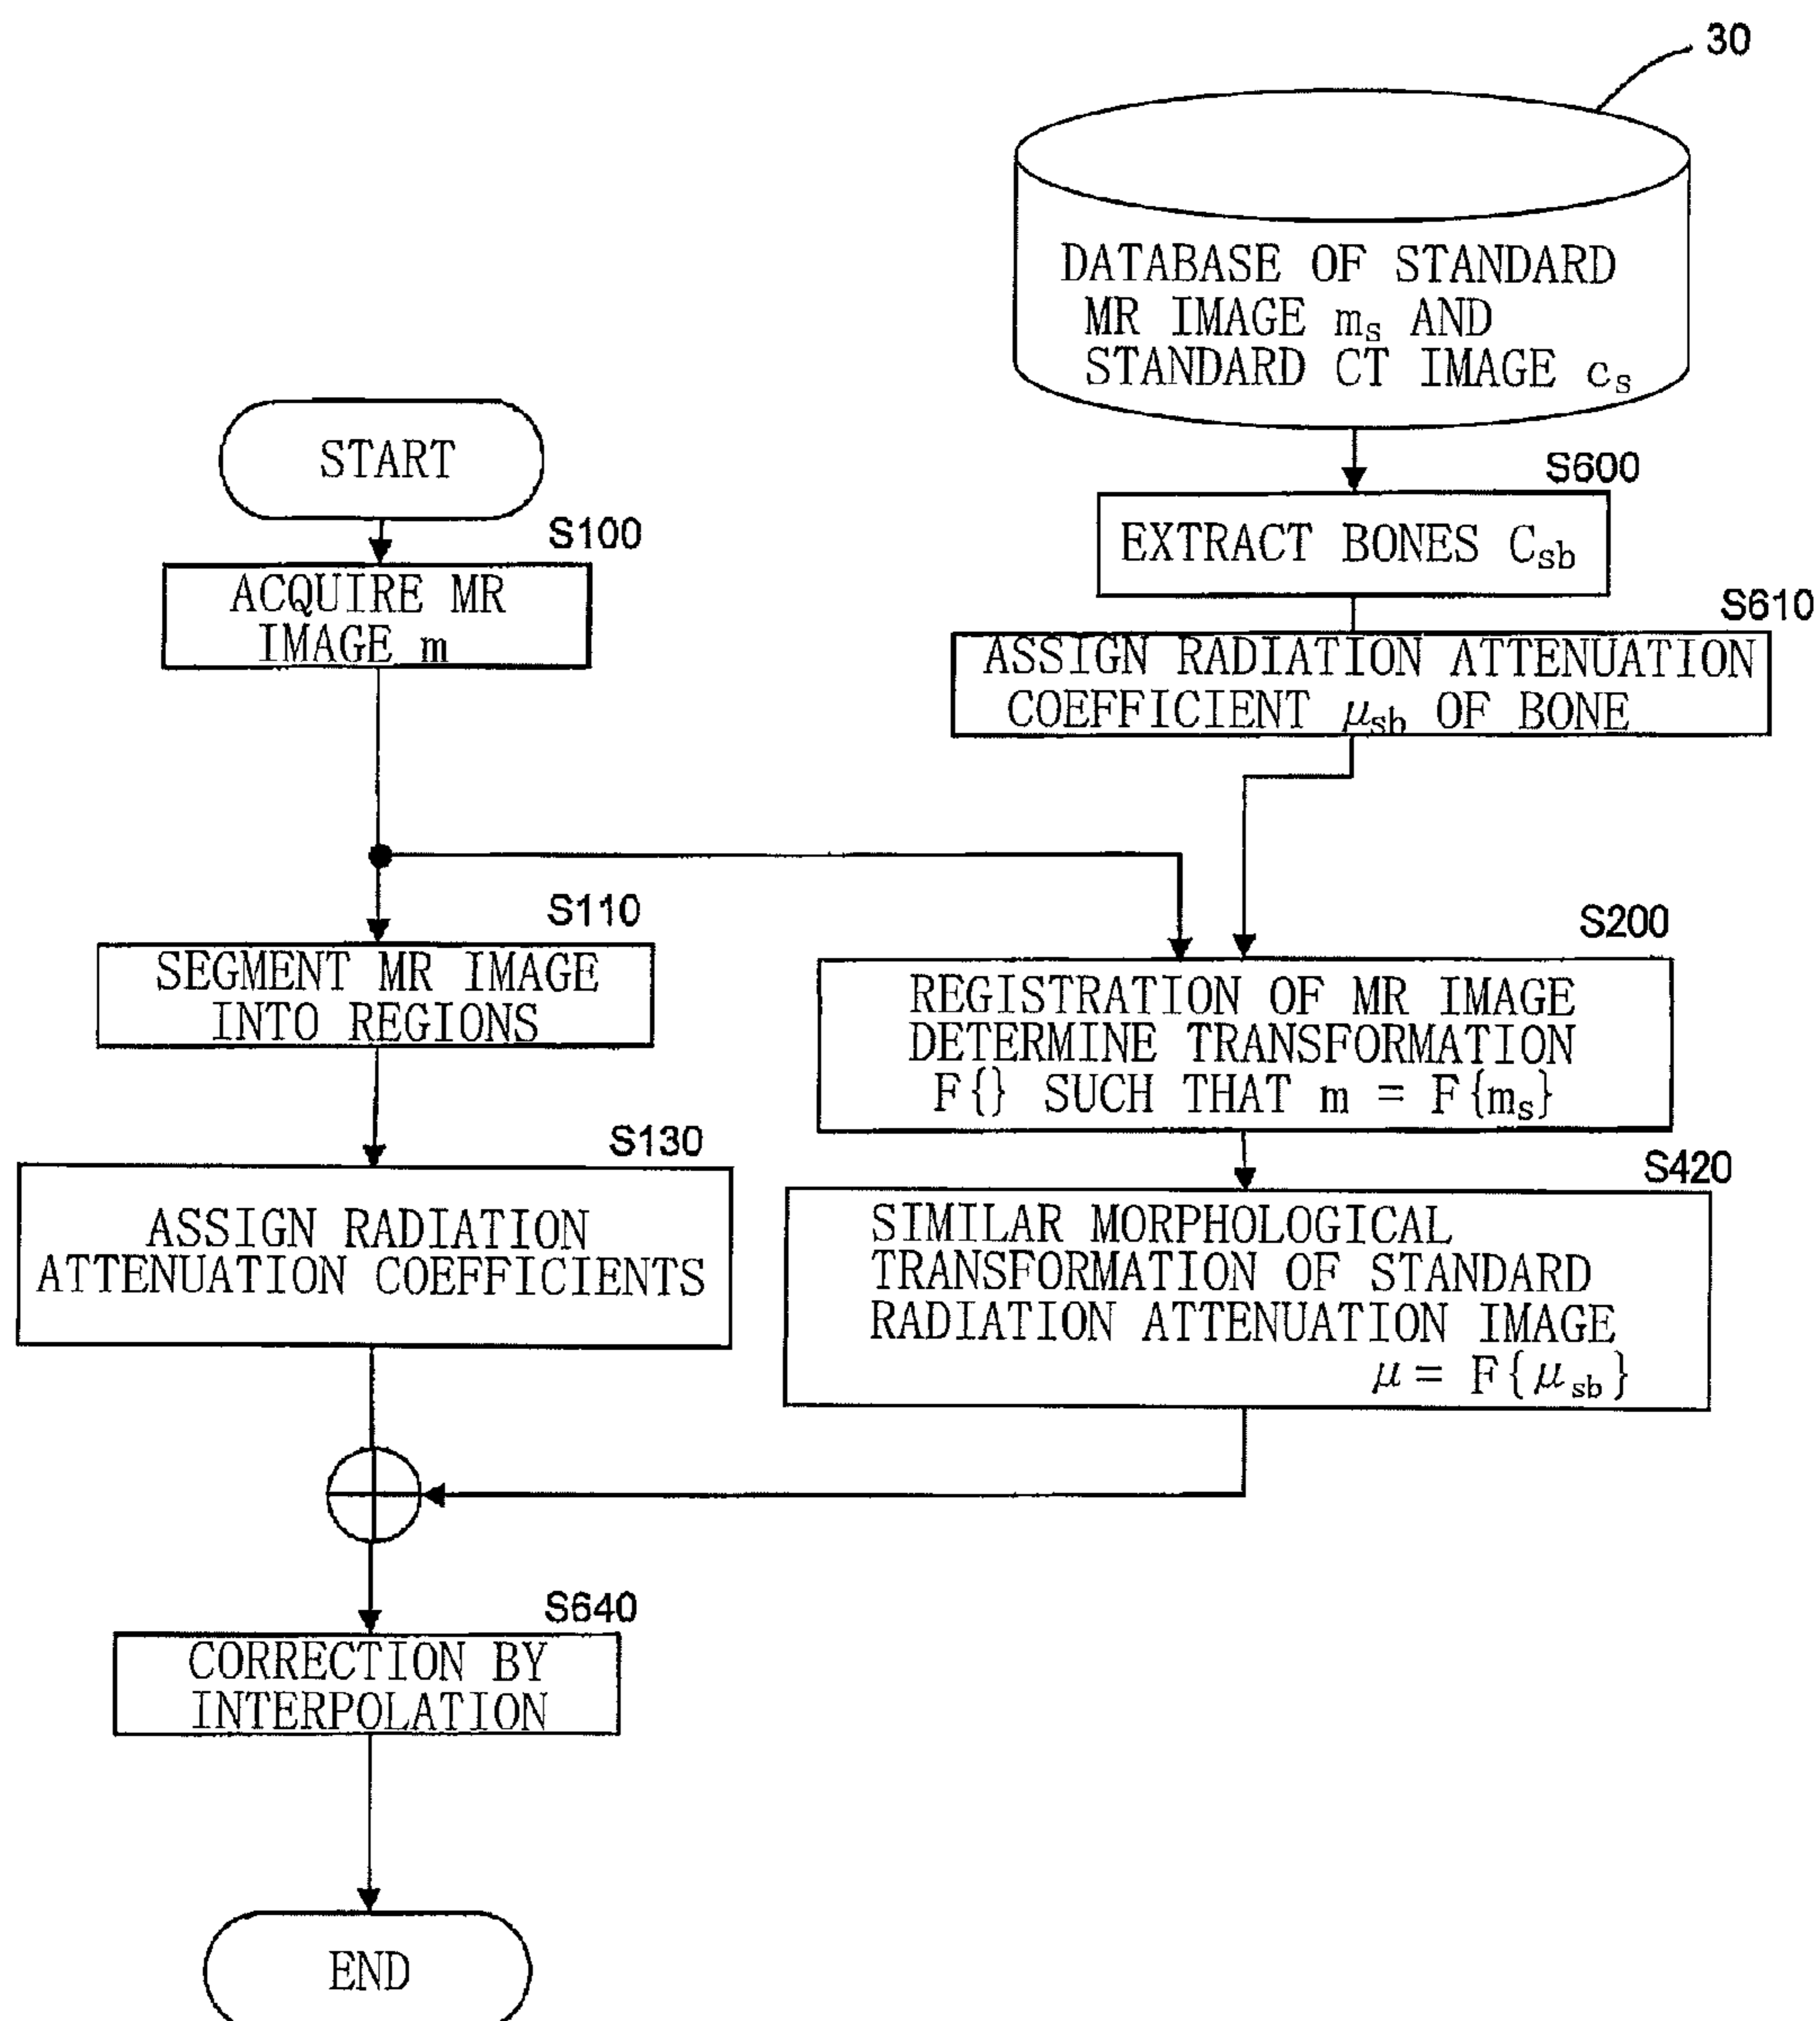 30
DATABASE OF STANDARD
MR IMAGE mₛ AND
STANDARD CT IMAGE cₛ
START
S600
EXTRACT BONES C_sb
S100
ACQUIRE MR
IMAGE m
S610
ASSIGN RADIATION ATTENUATION
COEFFICIENT μ_sb OF BONE
S110
SEGMENT MR IMAGE
INTO REGIONS
S200
REGISTRATION OF MR IMAGE
DETERMINE TRANSFORMATION
F{} SUCH THAT m = F{mₛ}
S130
ASSIGN RADIATION
ATTENUATION COEFFICIENTS
S420
SIMILAR MORPHOLOGICAL
TRANSFORMATION OF STANDARD
RADIATION ATTENUATION IMAGE
μ = F{μ_sb}
S640
CORRECTION BY
INTERPOLATION
END